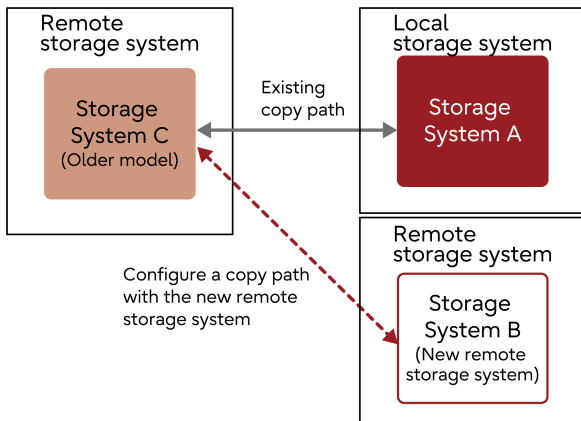 Remote
storage system
Storage
System C
(Older model)
Existing
copy path
Local
storage system
Storage
System A
Configure a copy path
with the new remote
storage system
Remote
storage system
Storage
System B
(New remote
storage system)